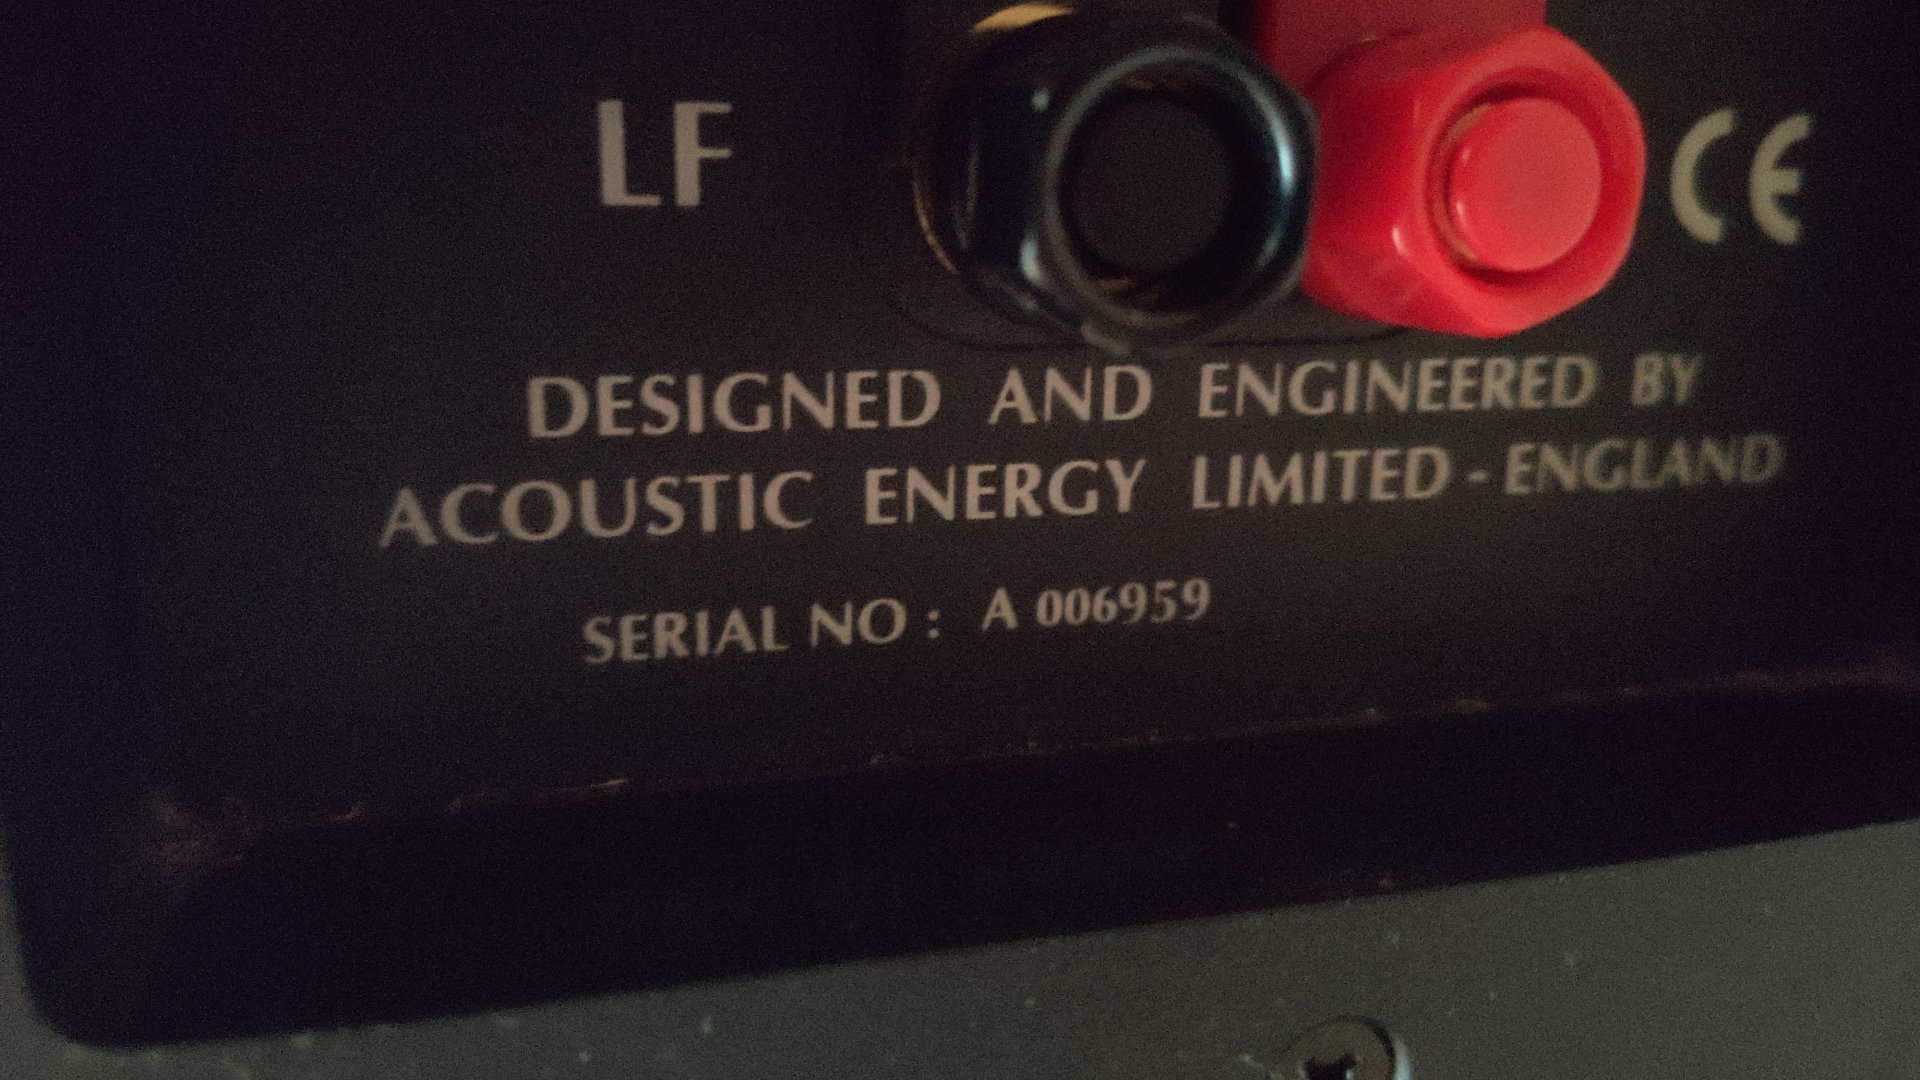 LF CE
DESIGNED AND ENGINEERED BY
ACOUSTIC ENERGY LIMITED - ENGLAND
SERIAL NO : A 006959